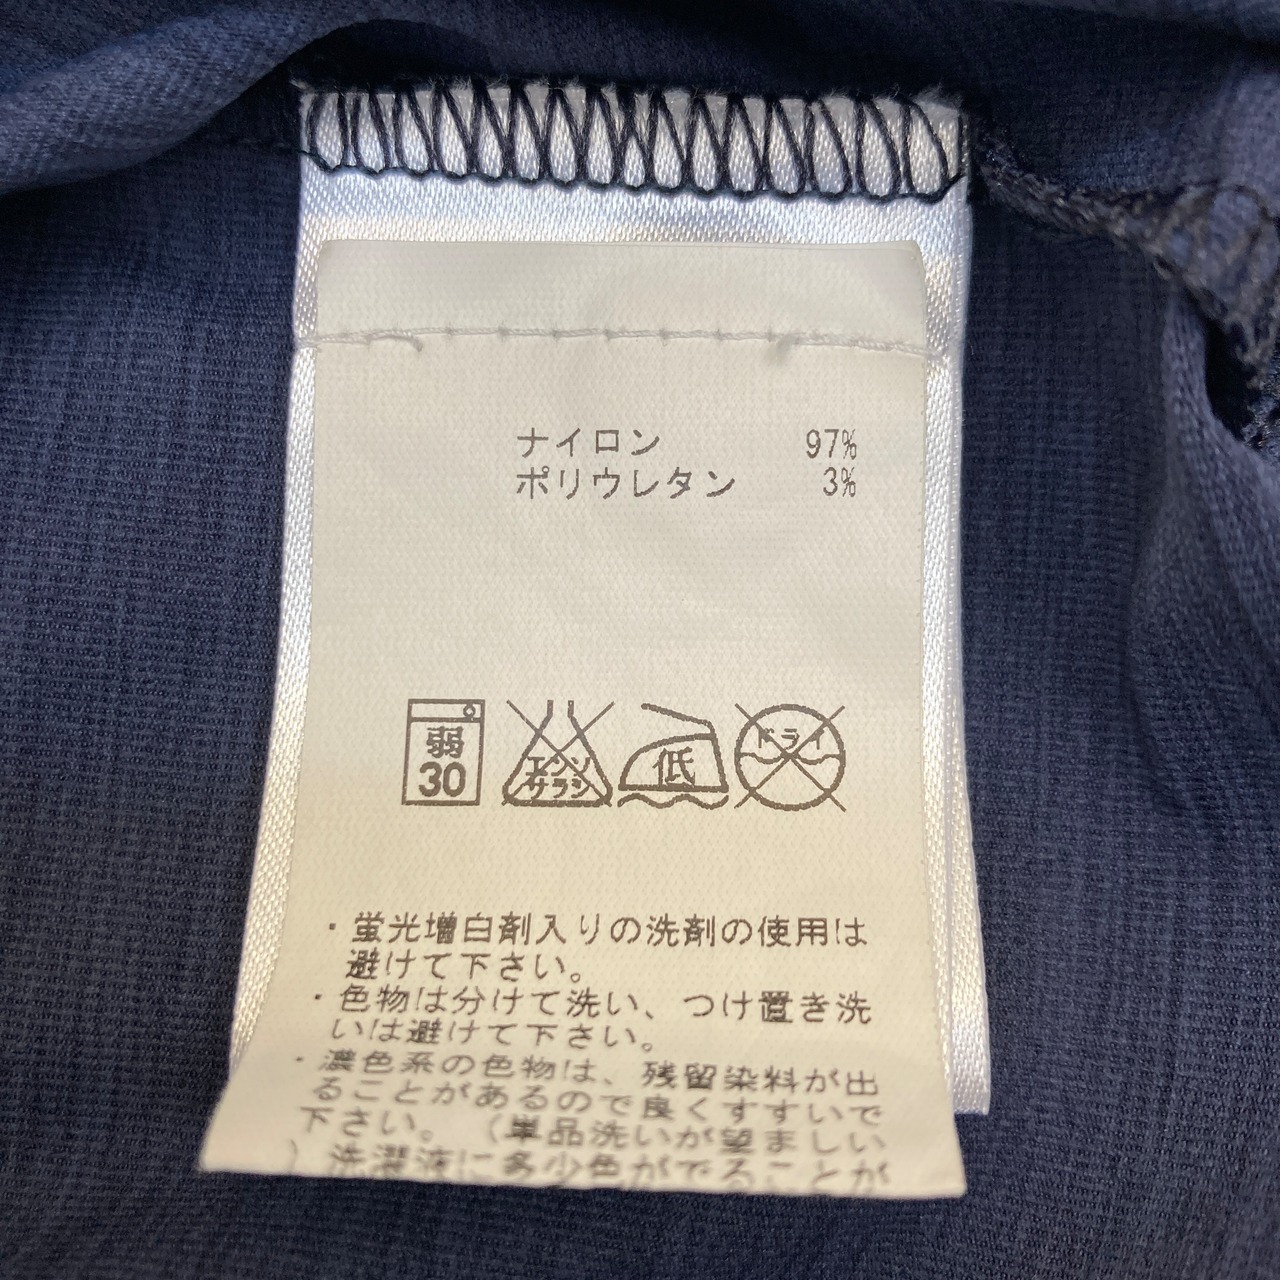 ナイロン 97%
ポリウレタン 3%
弱
30
エンソ
サラシ
低
ドライ
・蛍光増白剤入りの洗剤の使用は
避けて下さい。
・色物は分けて洗い、つけ置き洗
いは避けて下さい。
・濃色系の色物は、残留染料が出
ることがあるので良くすすいで
下さい。（単品洗いが望ましい
）洗濯液に多少色がでることが